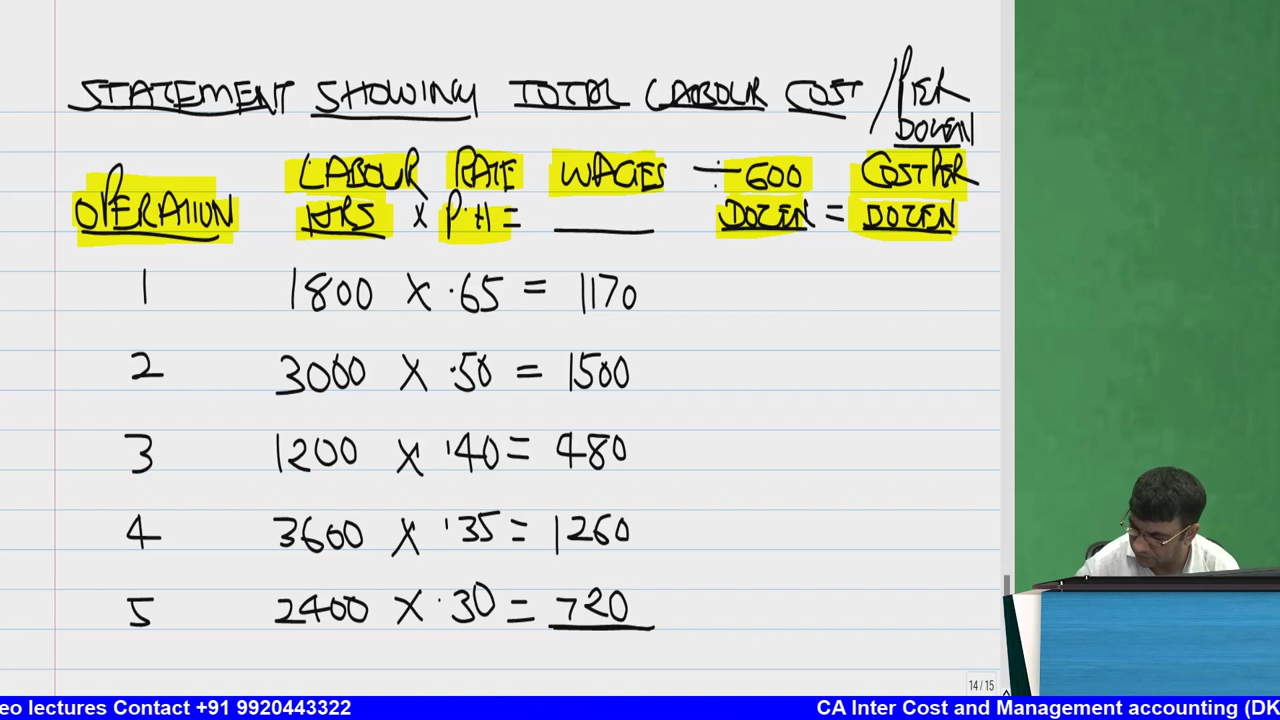 STATEMENT SHOWING TOTAL LABOUR COST / PER DOZEN
OPERATION LABOUR HRS × RATE P.H = WAGES ÷ 600 DOZEN = COST PER DOZEN
1 1800 × .65 = 1170
2 3000 × .50 = 1500
3 1200 × .40 = 480
4 3600 × .35 = 1260
5 2400 × .30 = 720
14 / 15
eo lectures Contact +91 9920443322 CA Inter Cost and Management accounting (DK